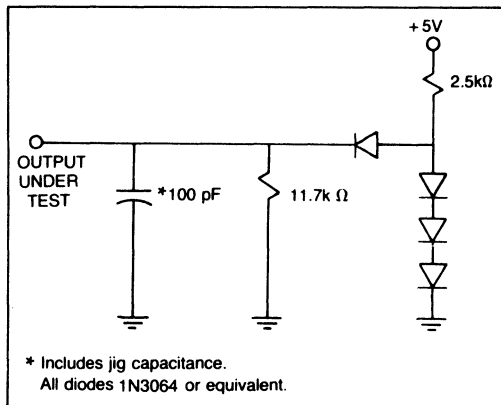 +5V
2.5kΩ
OUTPUT
UNDER
TEST
*100 pF
11.7k Ω
* Includes jig capacitance.
All diodes 1N3064 or equivalent.